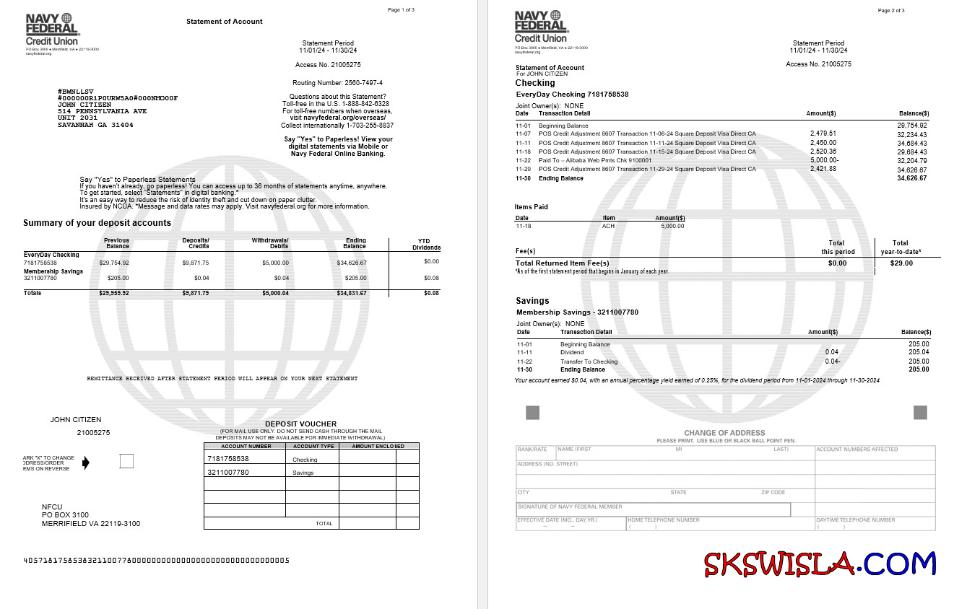 Page 1 of 3
NAVY
FEDERAL
Credit Union
Statement of Account
Statement Period
11/01/24 - 11/30/24
Access No. 21005275
Routing Number: 2560-7497-4
Questions about this Statement?
Toll-free in the U.S. 1-888-842-6328
For toll-free numbers when overseas,
visit navyfederal.org/overseas/
Collect internationally 1-703-255-8837
Say "Yes" to Paperless! View your
digital statements via Mobile or
Navy Federal Online Banking.
#BWNLLSV
JOHN CITIZEN
514 PENNSYLVANIA AVE
UNIT 2031
SAVANNAH GA 31404
Say "Yes" to Paperless Statements
If you haven't already, go paperless! You can access up to 36 months of statements anytime, anywhere.
To get started, select "Statements" in digital banking.*
It's an easy way to reduce the risk of identity theft and cut down on paper clutter.
Insured by NCUA. *Message and data rates may apply. Visit navyfederal.org for more information.
Summary of your deposit accounts
Previous Balance Deposits/ Credits Withdrawals/ Debits Ending Balance YTD Dividends
EveryDay Checking
7181758538 $29,754.92 $9,871.75 $5,000.00 $34,626.67 $0.00
Membership Savings
3211007780 $205.00 $0.04 $0.04 $205.00 $0.08
Totals $29,959.92 $9,871.79 $5,000.04 $34,831.67 $0.08
REMITTANCE RECEIVED AFTER STATEMENT PERIOD WILL APPEAR ON YOUR NEXT STATEMENT
JOHN CITIZEN
21005275
ARK "X" TO CHANGE
DDRESS/ORDER
EMS ON REVERSE
NFCU
PO BOX 3100
MERRIFIELD VA 22119-3100
DEPOSIT VOUCHER
(FOR MAIL USE ONLY. DO NOT SEND CASH THROUGH THE MAIL
DEPOSITS MAY NOT BE AVAILABLE FOR IMMEDIATE WITHDRAWAL)
ACCOUNT NUMBER ACCOUNT TYPE AMOUNT ENCLOSED
7181758538 Checking
3211007780 Savings
TOTAL
Page 2 of 3
NAVY
FEDERAL
Credit Union
Statement Period
11/01/24 - 11/30/24
Access No. 21005275
Statement of Account
For JOHN CITIZEN
Checking
EveryDay Checking 7181758538
Joint Owner(s): NONE
Date Transaction Detail Amount($) Balance($)
11-01 Beginning Balance 29,754.92
11-07 POS Credit Adjustment 8607 Transaction 11-06-24 Square Deposit Visa Direct CA 2,479.51 32,234.43
11-11 POS Credit Adjustment 8607 Transaction 11-11-24 Square Deposit Visa Direct CA 2,450.00 34,684.43
11-18 POS Credit Adjustment 8607 Transaction 11-15-24 Square Deposit Visa Direct CA 2,520.36 29,684.43
11-22 Paid To – Alibaba Web Pmts Chk 9100001 5,000.00- 32,204.79
11-29 POS Credit Adjustment 8607 Transaction 11-29-24 Square Deposit Visa Direct CA 2,421.88 34,626.67
11-30 Ending Balance 34,626.67
Items Paid
Date Item Amount($)
11-18 ACH 5,000.00
Fee(s) Total this period Total year-to-date*
Total Returned Item Fee(s) $0.00 $29.00
*As of the first statement period that begins in January of each year.
Savings
Membership Savings - 3211007780
Joint Owner(s): NONE
Date Transaction Detail Amount($) Balance($)
11-01 Beginning Balance 205.00
11-11 Dividend 0.04 205.04
11-22 Transfer To Checking 0.04- 205.00
11-30 Ending Balance 205.00
Your account earned $0.04, with an annual percentage yield earned of 0.25%, for the dividend period from 11-01-2024 through 11-30-2024
CHANGE OF ADDRESS
PLEASE PRINT. USE BLUE OR BLACK BALL POINT PEN.
RANK/RATE NAME (FIRST MI LAST) ACCOUNT NUMBERS AFFECTED
ADDRESS (NO. STREET)
CITY STATE ZIP CODE
SIGNATURE OF NAVY FEDERAL MEMBER
EFFECTIVE DATE (MO., DAY, YR.) HOME TELEPHONE NUMBER DAYTIME TELEPHONE NUMBER
SKSWISLA.COM